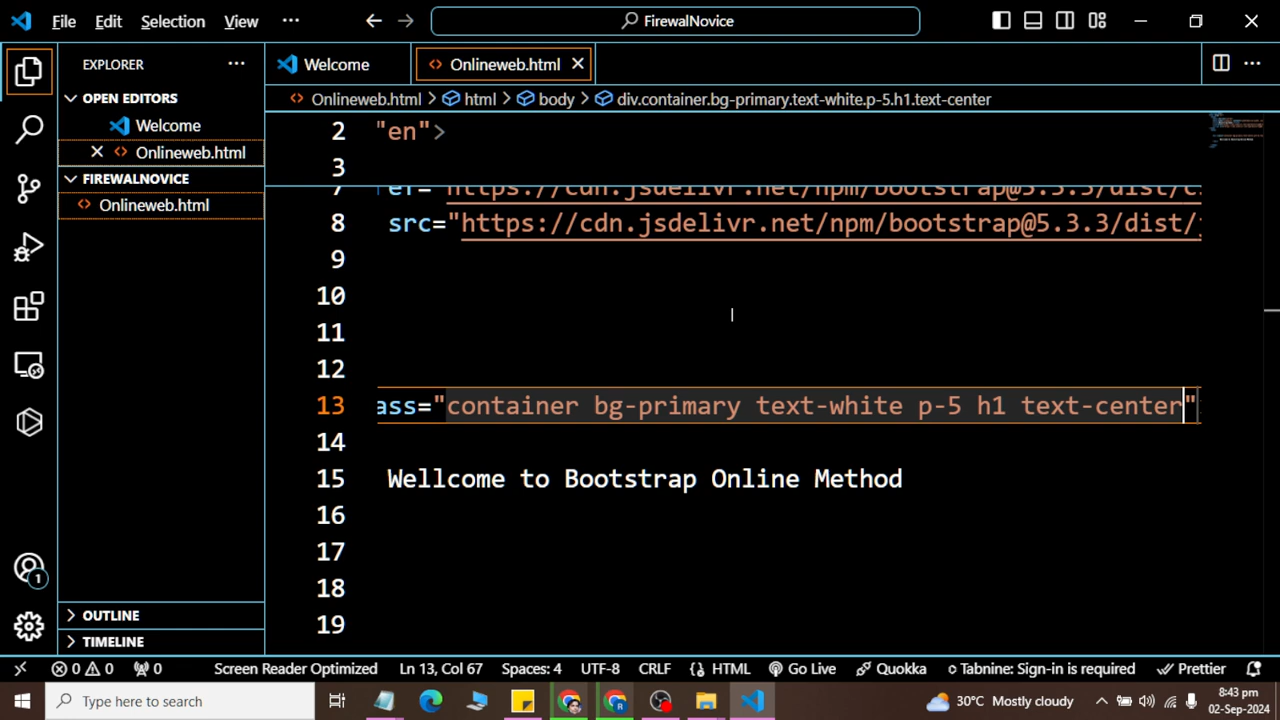 File Edit Selection View ··· FirewalNovice
EXPLORER ···
OPEN EDITORS
Welcome
Onlineweb.html
FIREWALNOVICE
Onlineweb.html
OUTLINE
TIMELINE
1
Welcome Onlineweb.html
Onlineweb.html > html > body > div.container.bg-primary.text-white.p-5.h1.text-center
2 "en">
3
8 src="https://cdn.jsdelivr.net/npm/bootstrap@5.3.3/dist/
9
10
11
12
13 ass="container bg-primary text-white p-5 h1 text-center"
14
15 Wellcome to Bootstrap Online Method
16
17
18
19
0 0 0 Screen Reader Optimized Ln 13, Col 67 Spaces: 4 UTF-8 CRLF HTML Go Live Quokka Tabnine: Sign-in is required Prettier
Type here to search 30°C Mostly cloudy 8:43 pm
02-Sep-2024